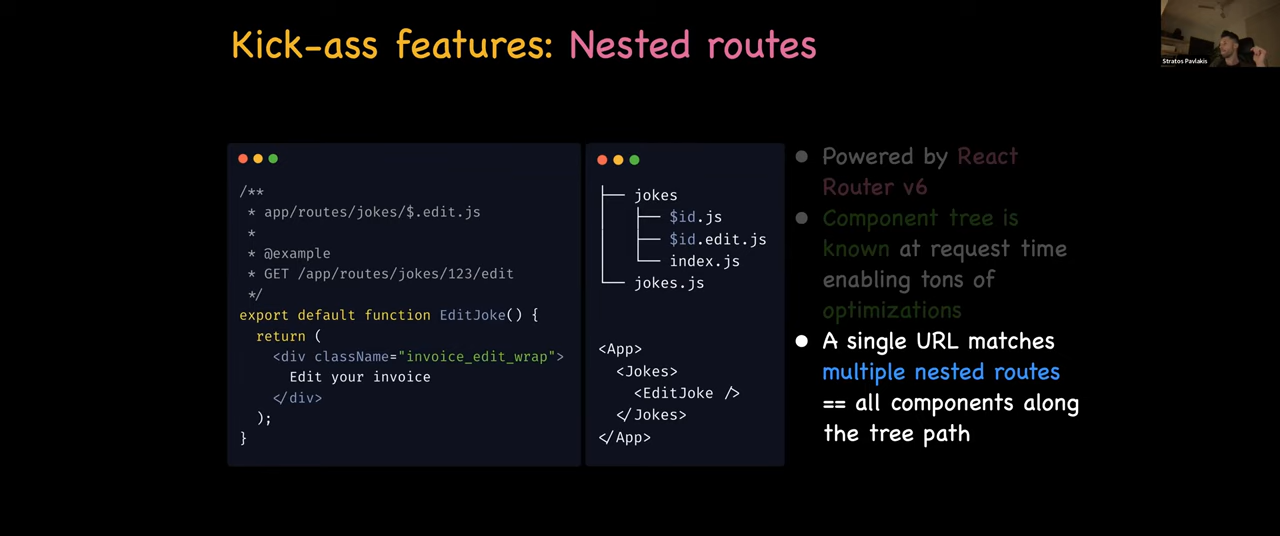 Kick-ass features: Nested routes
Stratos Pavlakis
/**
* app/routes/jokes/$.edit.js
*
* @example
* GET /app/routes/jokes/123/edit
*/
export default function EditJoke() {
return (
<div className="invoice_edit_wrap">
Edit your invoice
</div>
);
}
├── jokes
│ ├── $id.js
│ ├── $id.edit.js
│ └── index.js
└── jokes.js
<App>
<Jokes>
<EditJoke />
</Jokes>
</App>
● Powered by React
Router v6
● Component tree is
known at request time
enabling tons of
optimizations
● A single URL matches
multiple nested routes
== all components along
the tree path